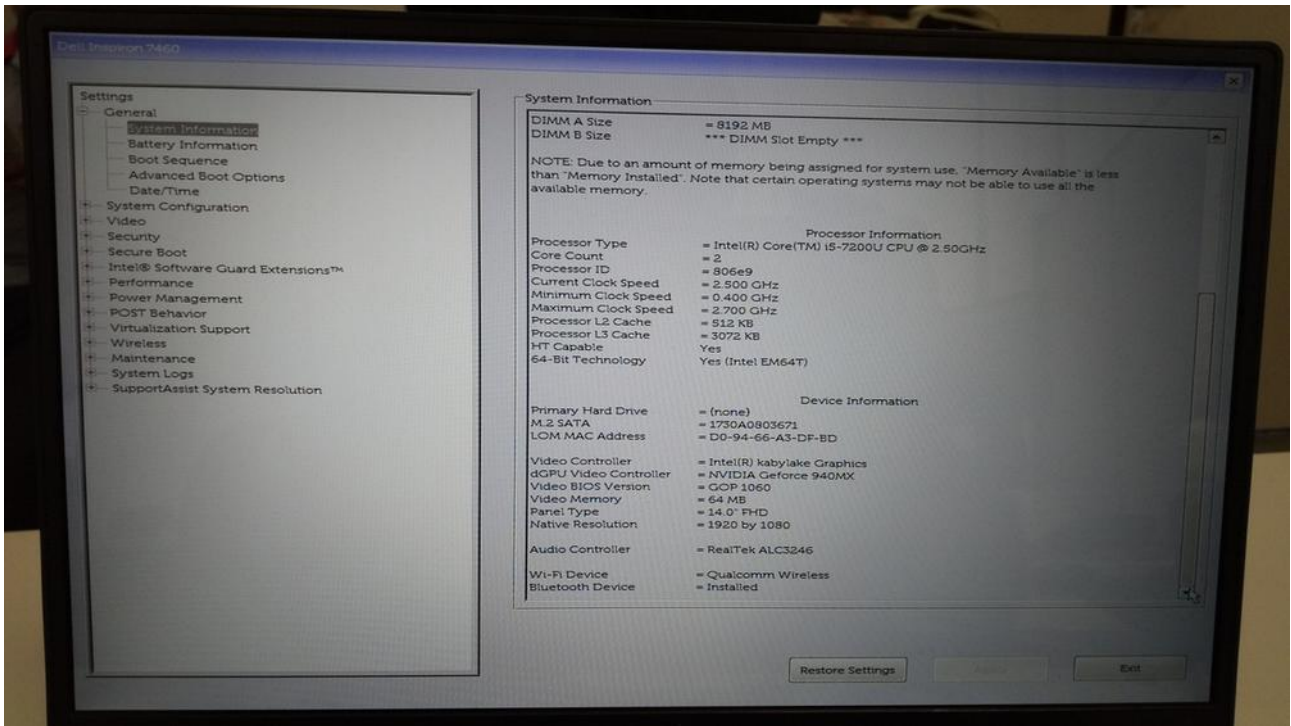 Dell Inspiron 7460
Settings
General
System Information
Battery Information
Boot Sequence
Advanced Boot Options
Date/Time
System Configuration
Video
Security
Secure Boot
Intel® Software Guard Extensions™
Performance
Power Management
POST Behavior
Virtualization Support
Wireless
Maintenance
System Logs
SupportAssist System Resolution
System Information
DIMM A Size = 8192 MB
DIMM B Size *** DIMM Slot Empty ***
NOTE: Due to an amount of memory being assigned for system use, "Memory Available" is less
than "Memory Installed". Note that certain operating systems may not be able to use all the
available memory.
Processor Information
Processor Type = Intel(R) Core(TM) i5-7200U CPU @ 2.50GHz
Core Count = 2
Processor ID = 806e9
Current Clock Speed = 2.500 GHz
Minimum Clock Speed = 0.400 GHz
Maximum Clock Speed = 2.700 GHz
Processor L2 Cache = 512 KB
Processor L3 Cache = 3072 KB
HT Capable Yes
64-Bit Technology Yes (Intel EM64T)
Device Information
Primary Hard Drive = (none)
M.2 SATA = 1730A0803671
LOM MAC Address = D0-94-66-A3-DF-BD
Video Controller = Intel(R) kabylake Graphics
dGPU Video Controller = NVIDIA Geforce 940MX
Video BIOS Version = GOP 1060
Video Memory = 64 MB
Panel Type = 14.0" FHD
Native Resolution = 1920 by 1080
Audio Controller = RealTek ALC3246
Wi-Fi Device = Qualcomm Wireless
Bluetooth Device = Installed
Restore Settings
Exit